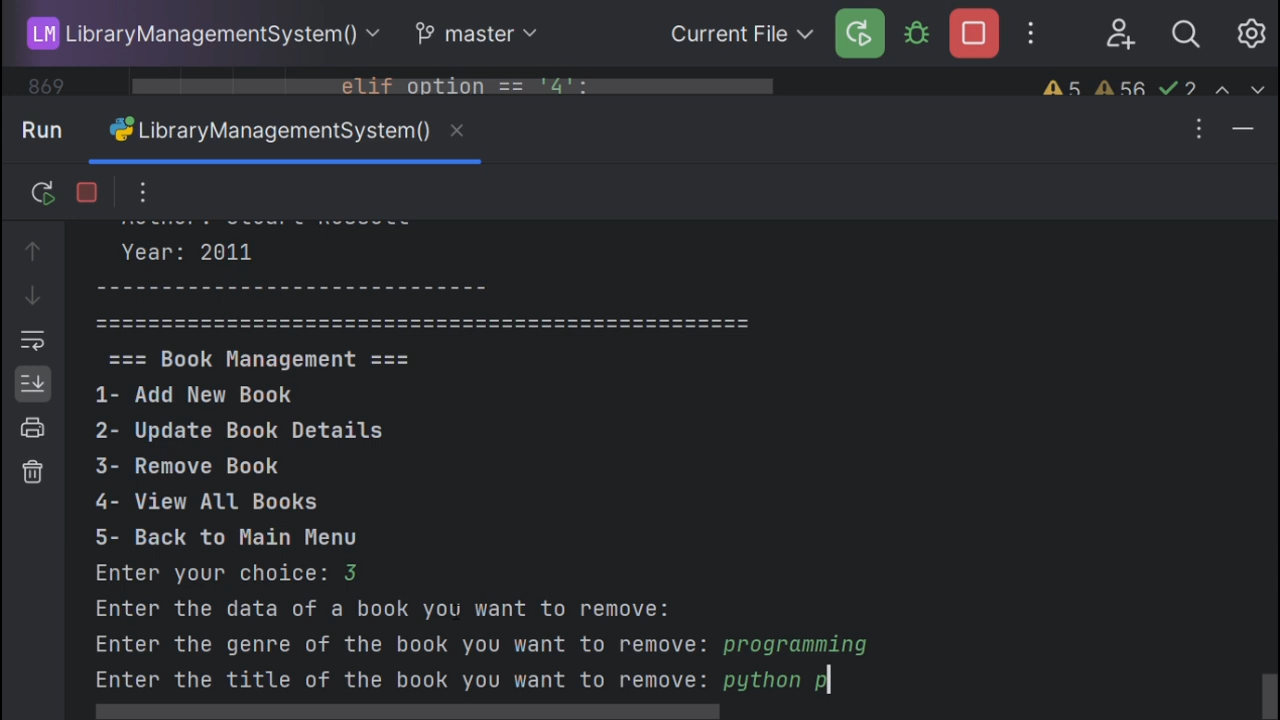 LM LibraryManagementSystem() master Current File
869 elif option == '4': 5 56 2
Run LibraryManagementSystem()
Year: 2011
------------------------------
==================================================
=== Book Management ===
1- Add New Book
2- Update Book Details
3- Remove Book
4- View All Books
5- Back to Main Menu
Enter your choice: 3
Enter the data of a book you want to remove:
Enter the genre of the book you want to remove: programming
Enter the title of the book you want to remove: python p